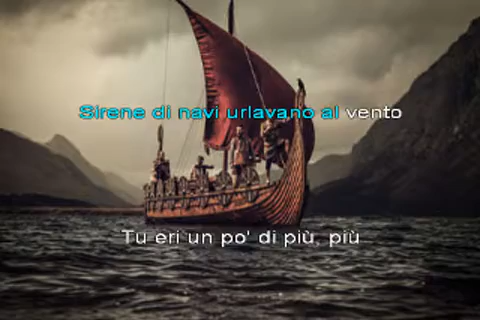 Sirene di navi urlavano al vento
Tu eri un po' di più, più